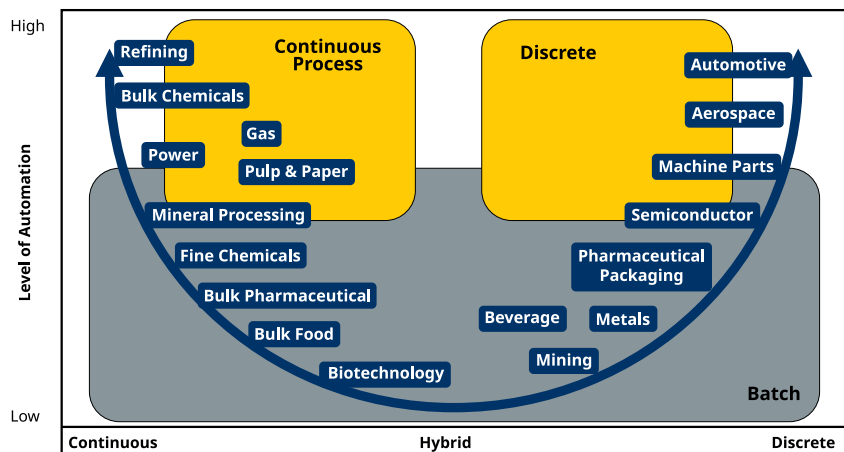 High
Refining
Continuous
Process
Discrete
Automotive
Bulk Chemicals
Aerospace
Gas
Power
Pulp & Paper
Machine Parts
Mineral Processing
Semiconductor
Fine Chemicals
Pharmaceutical
Packaging
Bulk Pharmaceutical
Beverage
Metals
Bulk Food
Mining
Biotechnology
Batch
Level of Automation
Low
Continuous
Hybrid
Discrete